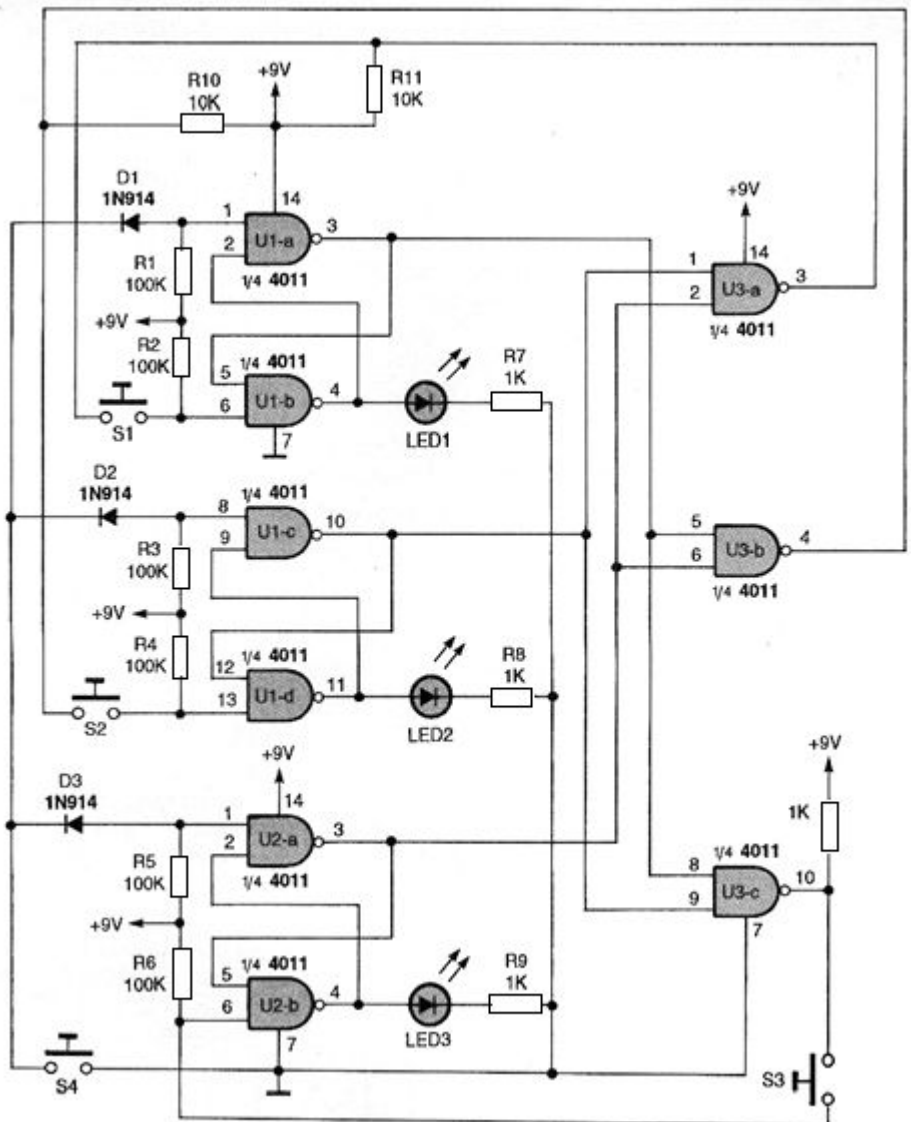 R10
10K
+9V
R11
10K
D1
1N914
1
14
U1-a
3
2
1/4 4011
R1
100K
+9V
R2
100K
1/4 4011
5
U1-b
4
6
7
S1
LED1
R7
1K
+9V
14
1
U3-a
3
2
1/4 4011
D2
1N914
1/4 4011
8
U1-c
10
9
R3
100K
+9V
R4
100K
1/4 4011
12
U1-d
11
13
S2
LED2
R8
1K
5
U3-b
4
6
1/4 4011
D3
1N914
+9V
14
1
U2-a
3
2
1/4 4011
R5
100K
+9V
R6
100K
1/4 4011
5
U2-b
4
6
7
LED3
R9
1K
+9V
1K
1/4 4011
8
U3-c
10
9
7
S4
S3